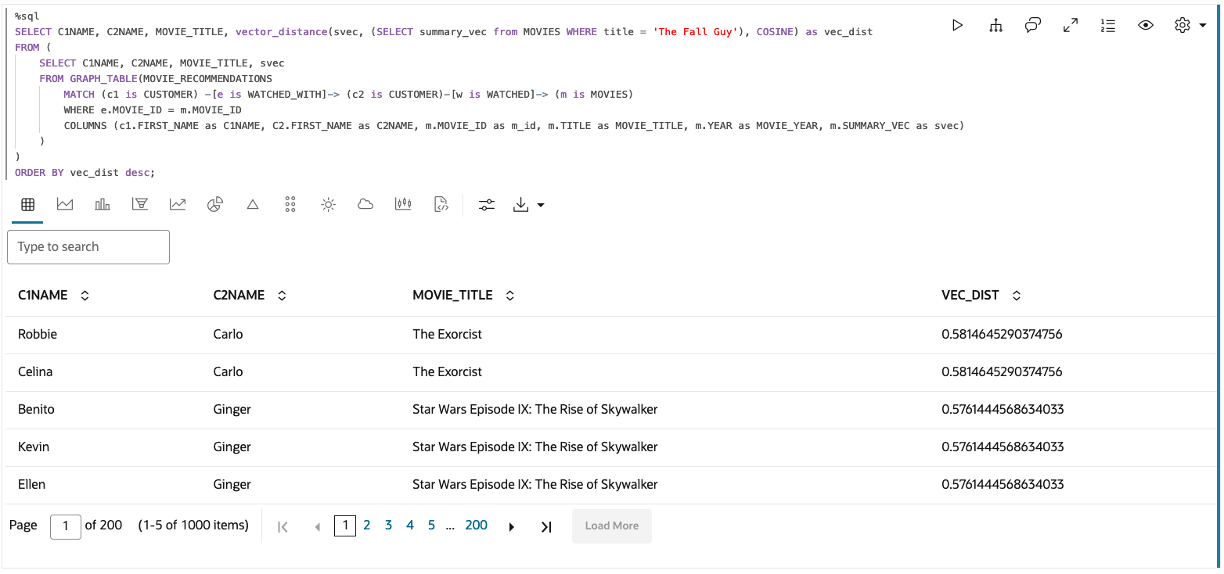 %sql
SELECT C1NAME, C2NAME, MOVIE_TITLE, vector_distance(svec, (SELECT summary_vec from MOVIES WHERE title = 'The Fall Guy'), COSINE) as vec_dist
FROM (
SELECT C1NAME, C2NAME, MOVIE_TITLE, svec
FROM GRAPH_TABLE(MOVIE_RECOMMENDATIONS
MATCH (c1 is CUSTOMER) -[e is WATCHED_WITH]-> (c2 is CUSTOMER)-[w is WATCHED]-> (m is MOVIES)
WHERE e.MOVIE_ID = m.MOVIE_ID
COLUMNS (c1.FIRST_NAME as C1NAME, C2.FIRST_NAME as C2NAME, m.MOVIE_ID as m_id, m.TITLE as MOVIE_TITLE, m.YEAR as MOVIE_YEAR, m.SUMMARY_VEC as svec)
)
)
ORDER BY vec_dist desc;
Type to search
C1NAME C2NAME MOVIE_TITLE VEC_DIST
Robbie Carlo The Exorcist 0.5814645290374756
Celina Carlo The Exorcist 0.5814645290374756
Benito Ginger Star Wars Episode IX: The Rise of Skywalker 0.5761444568634033
Kevin Ginger Star Wars Episode IX: The Rise of Skywalker 0.5761444568634033
Ellen Ginger Star Wars Episode IX: The Rise of Skywalker 0.5761444568634033
Page 1 of 200 (1-5 of 1000 items) 1 2 3 4 5 ... 200 Load More